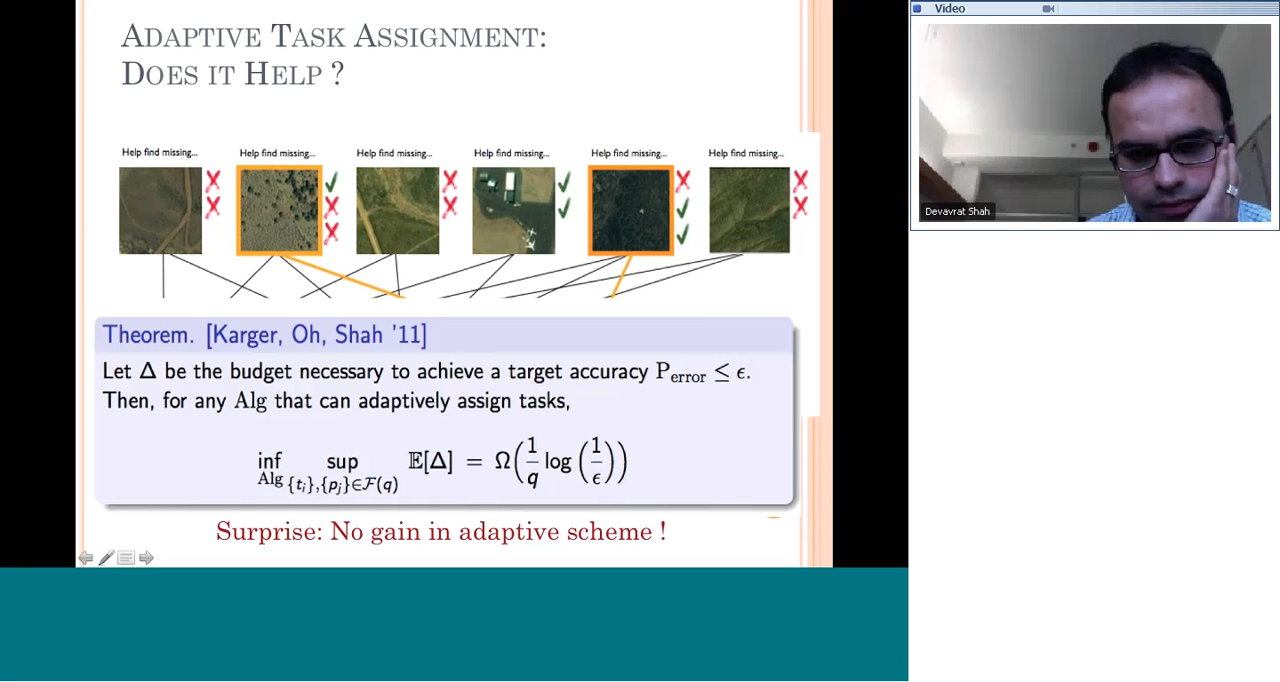 ADAPTIVE TASK ASSIGNMENT:
DOES IT HELP ?
Help find missing... Help find missing... Help find missing... Help find missing... Help find missing... Help find missing...
Theorem. [Karger, Oh, Shah '11]
Let Δ be the budget necessary to achieve a target accuracy P_error ≤ ϵ.
Then, for any Alg that can adaptively assign tasks,
inf_Alg sup_{t_i},{p_j}∈F(q) E[Δ] = Ω(1/q log(1/ϵ))
Surprise: No gain in adaptive scheme !
Video
Devavrat Shah